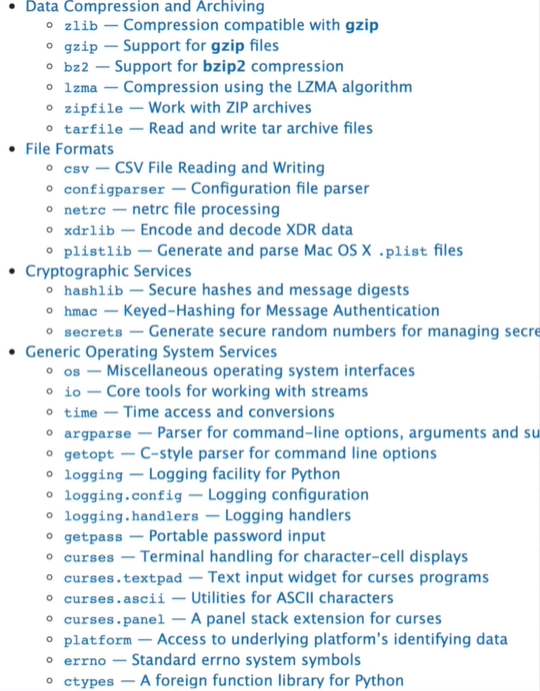 Data Compression and Archiving
zlib — Compression compatible with gzip
gzip — Support for gzip files
bz2 — Support for bzip2 compression
lzma — Compression using the LZMA algorithm
zipfile — Work with ZIP archives
tarfile — Read and write tar archive files
File Formats
csv — CSV File Reading and Writing
configparser — Configuration file parser
netrc — netrc file processing
xdrlib — Encode and decode XDR data
plistlib — Generate and parse Mac OS X .plist files
Cryptographic Services
hashlib — Secure hashes and message digests
hmac — Keyed-Hashing for Message Authentication
secrets — Generate secure random numbers for managing secre
Generic Operating System Services
os — Miscellaneous operating system interfaces
io — Core tools for working with streams
time — Time access and conversions
argparse — Parser for command-line options, arguments and su
getopt — C-style parser for command line options
logging — Logging facility for Python
logging.config — Logging configuration
logging.handlers — Logging handlers
getpass — Portable password input
curses — Terminal handling for character-cell displays
curses.textpad — Text input widget for curses programs
curses.ascii — Utilities for ASCII characters
curses.panel — A panel stack extension for curses
platform — Access to underlying platform's identifying data
errno — Standard errno system symbols
ctypes — A foreign function library for Python